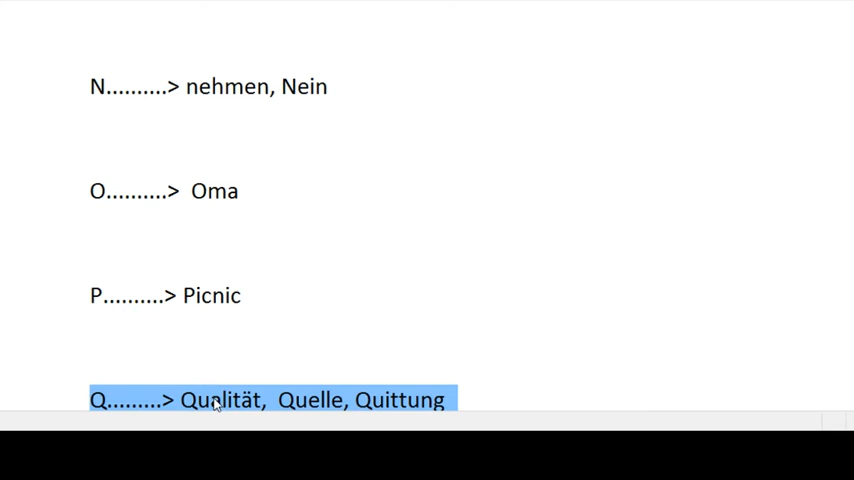 N..........> nehmen, Nein
O..........>  Oma
P..........> Picnic
Q.........> Qualität,  Quelle, Quittung